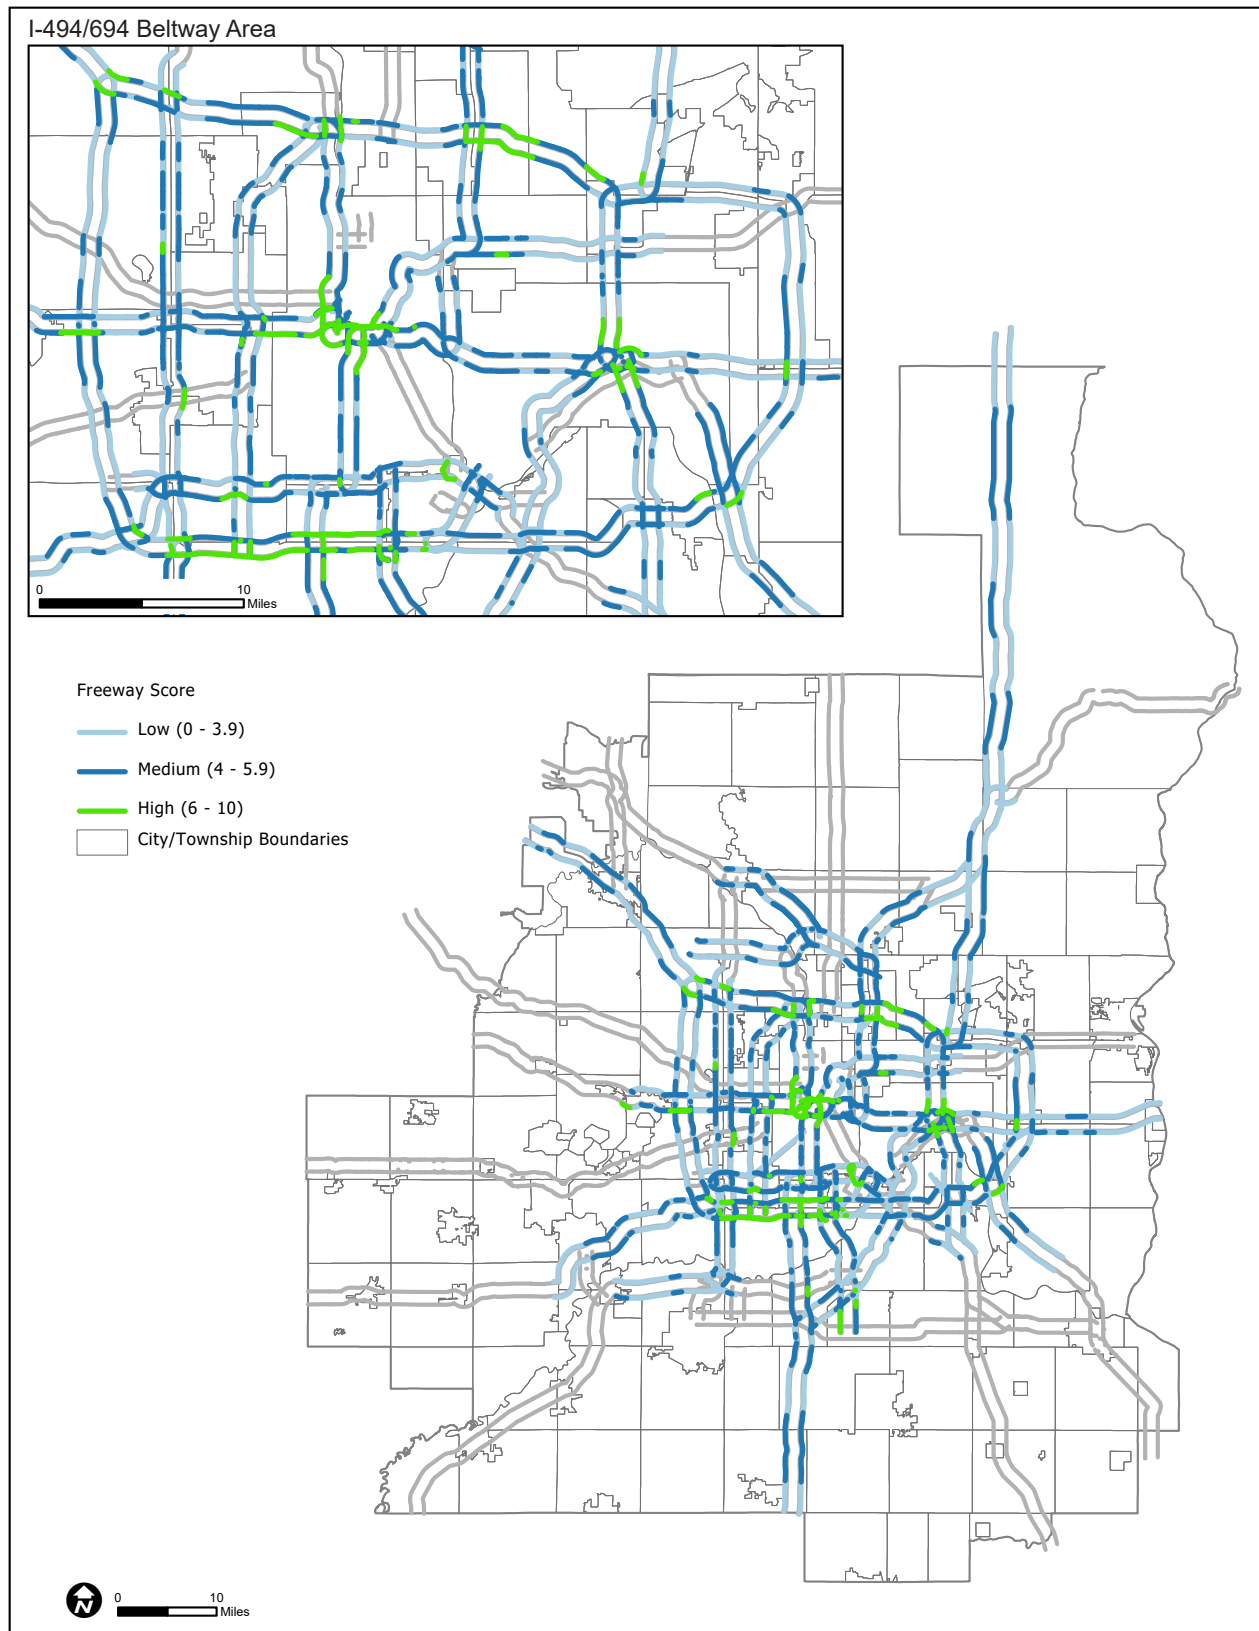 I-494/694 Beltway Area
0 10
Miles
Freeway Score
Low (0 - 3.9)
Medium (4 - 5.9)
High (6 - 10)
City/Township Boundaries
N
0 10
Miles